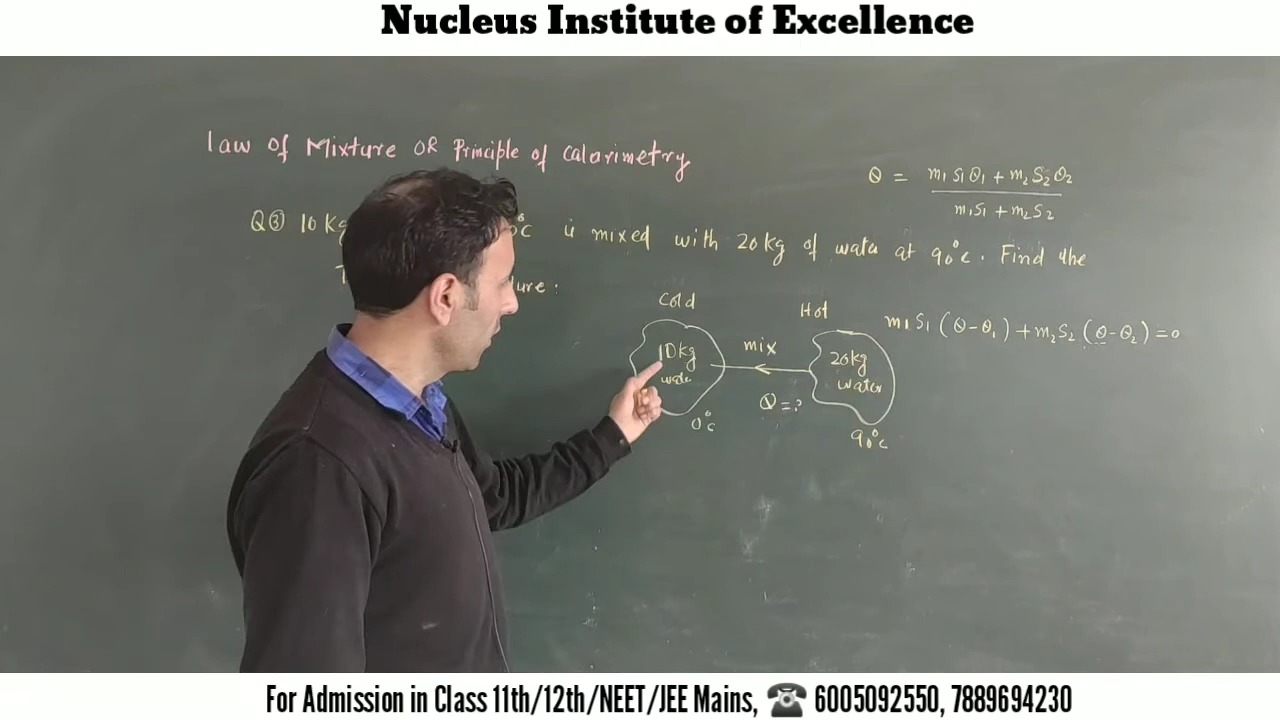 Nucleus Institute of Excellence
Law of Mixture OR Principle of Calorimetry
θ = m₁S₁θ₁ + m₂S₂θ₂
m₁S₁ + m₂S₂
Q③ 10 Kg 0°C is mixed with 20kg of water at 90°C. Find the
:
Cold
Hot
m₁S₁(θ-θ₁) + m₂S₂(θ-θ₂) = 0
10kg
mix
20kg
water
water
θ = ?
0°C
90°C
For Admission in Class 11th/12th/NEET/JEE Mains, ☎ 6005092550, 7889694230